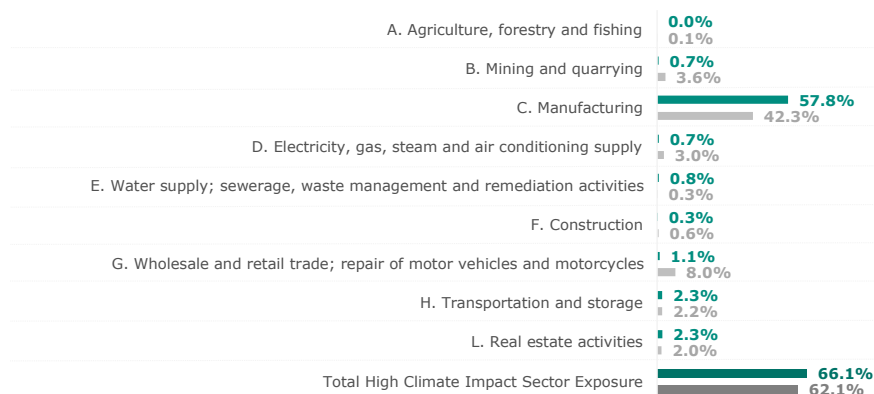 A. Agriculture, forestry and fishing 0.0%
0.1%
B. Mining and quarrying 0.7%
3.6%
C. Manufacturing 57.8%
42.3%
D. Electricity, gas, steam and air conditioning supply 0.7%
3.0%
E. Water supply; sewerage, waste management and remediation activities 0.8%
0.3%
F. Construction 0.3%
0.6%
G. Wholesale and retail trade; repair of motor vehicles and motorcycles 1.1%
8.0%
H. Transportation and storage 2.3%
2.2%
L. Real estate activities 2.3%
2.0%
Total High Climate Impact Sector Exposure 66.1%
62.1%